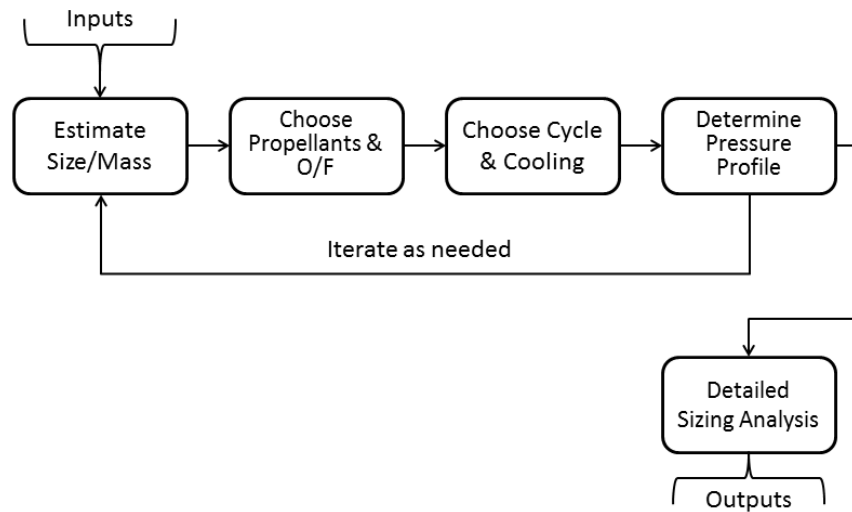 Inputs
Estimate
Size/Mass
Choose
Propellants &
O/F
Choose Cycle
& Cooling
Determine
Pressure
Profile
Iterate as needed
Detailed
Sizing Analysis
Outputs